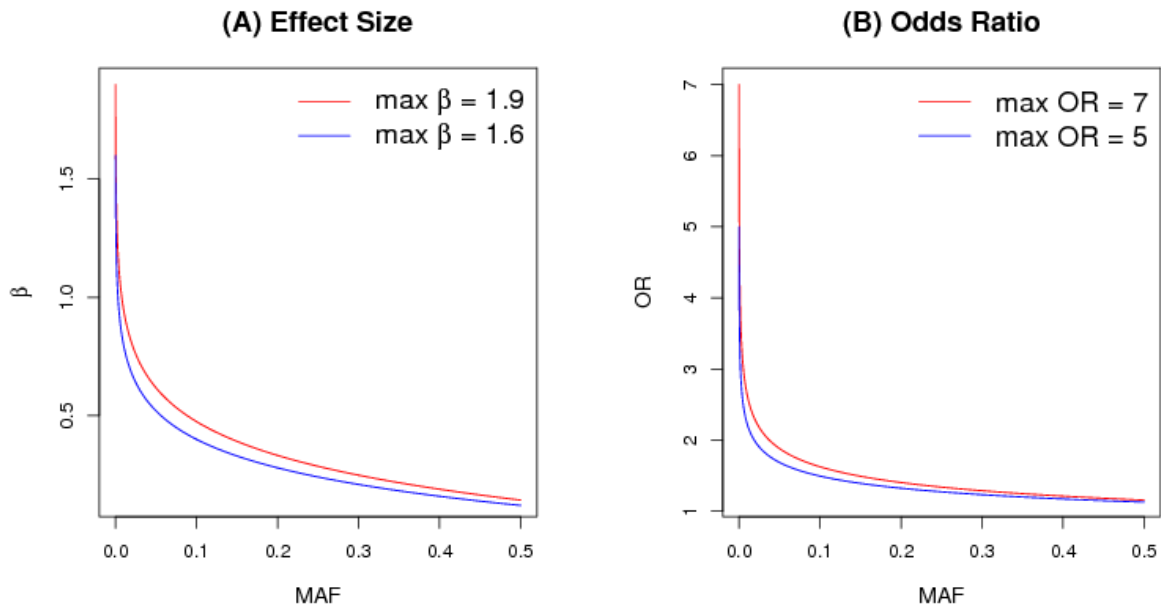 (A) Effect Size
max β = 1.9
max β = 1.6
β
1.5
1.0
0.5
0.0 0.1 0.2 0.3 0.4 0.5
MAF
(B) Odds Ratio
max OR = 7
max OR = 5
OR
7
6
5
4
3
2
1
0.0 0.1 0.2 0.3 0.4 0.5
MAF